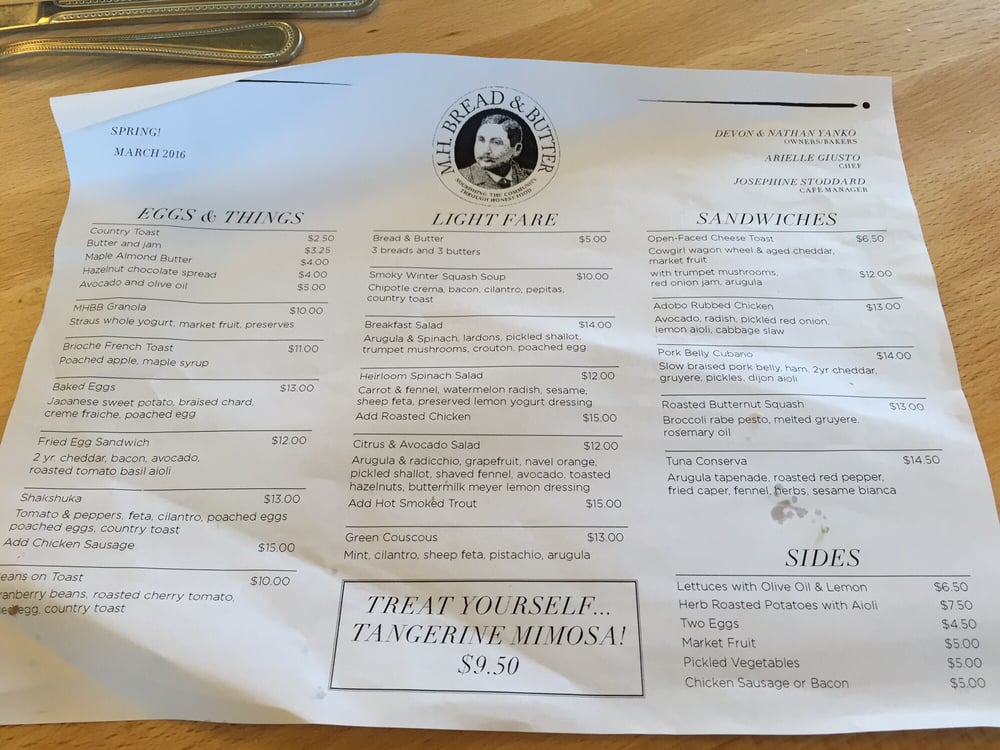 SPRING!
MARCH 2016
M.H. BREAD & BUTTER
NOURISHING THE COMMUNITY
THROUGH HONEST FOOD
DEVON & NATHAN YANKO
OWNERS/BAKERS
ARIELLE GIUSTO
CHEF
JOSEPHINE STODDARD
CAFE MANAGER
EGGS & THINGS
Country Toast
Butter and jam $2.50
Maple Almond Butter $3.25
Hazelnut chocolate spread $4.00
Avocado and olive oil $4.00
$5.00
MHBB Granola $10.00
Straus whole yogurt, market fruit, preserves
Brioche French Toast $11.00
Poached apple, maple syrup
Baked Eggs $13.00
Japanese sweet potato, braised chard,
creme fraiche, poached egg
Fried Egg Sandwich $12.00
2 yr. cheddar, bacon, avocado,
roasted tomato basil aioli
Shakshuka $13.00
Tomato & peppers, feta, cilantro, poached eggs
poached eggs, country toast
Add Chicken Sausage $15.00
eans on Toast $10.00
ranberry beans, roasted cherry tomato,
egg, country toast
LIGHT FARE
Bread & Butter $5.00
3 breads and 3 butters
Smoky Winter Squash Soup $10.00
Chipotle crema, bacon, cilantro, pepitas,
country toast
Breakfast Salad $14.00
Arugula & Spinach, lardons, pickled shallot,
trumpet mushrooms, crouton, poached egg
Heirloom Spinach Salad $12.00
Carrot & fennel, watermelon radish, sesame,
sheep feta, preserved lemon yogurt dressing
Add Roasted Chicken $15.00
Citrus & Avocado Salad $12.00
Arugula & radicchio, grapefruit, navel orange,
pickled shallot, shaved fennel, avocado, toasted
hazelnuts, buttermilk meyer lemon dressing
Add Hot Smoked Trout $15.00
Green Couscous $13.00
Mint, cilantro, sheep feta, pistachio, arugula
TREAT YOURSELF...
TANGERINE MIMOSA!
$9.50
SANDWICHES
Open-Faced Cheese Toast $6.50
Cowgirl wagon wheel & aged cheddar,
market fruit
with trumpet mushrooms, $12.00
red onion jam, arugula
Adobo Rubbed Chicken $13.00
Avocado, radish, pickled red onion,
lemon aioli, cabbage slaw
Pork Belly Cubano $14.00
Slow braised pork belly, ham, 2yr cheddar,
gruyere, pickles, dijon aioli
Roasted Butternut Squash $13.00
Broccoli rabe pesto, melted gruyere,
rosemary oil
Tuna Conserva $14.50
Arugula tapenade, roasted red pepper,
fried caper, fennel, herbs, sesame bianca
SIDES
Lettuces with Olive Oil & Lemon $6.50
Herb Roasted Potatoes with Aioli $7.50
Two Eggs $4.50
Market Fruit $5.00
Pickled Vegetables $5.00
Chicken Sausage or Bacon $5.00